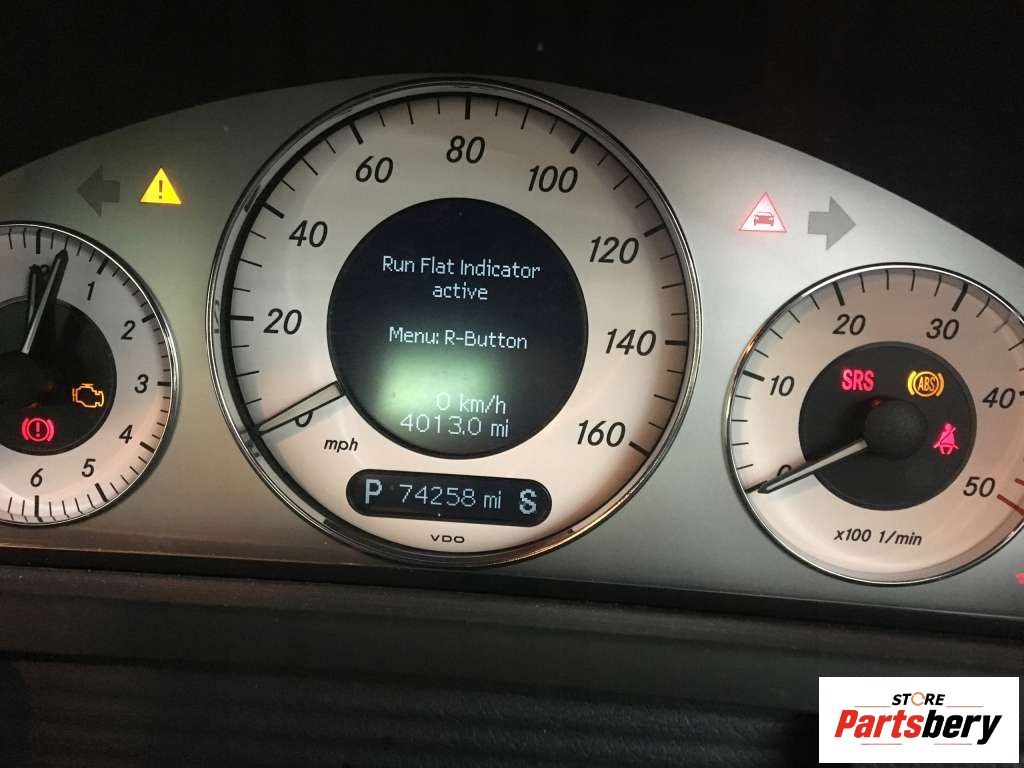 20
40
60
80
100
120
140
160
Run Flat Indicator
active
Menu: R-Button
0 km/h
4013.0 mi
0
mph
P 74258 mi S
VDO
1
2
3
4
5
6
SRS
ABS
0
10
20
30
40
50
x100 1/min
STORE
Partsbery